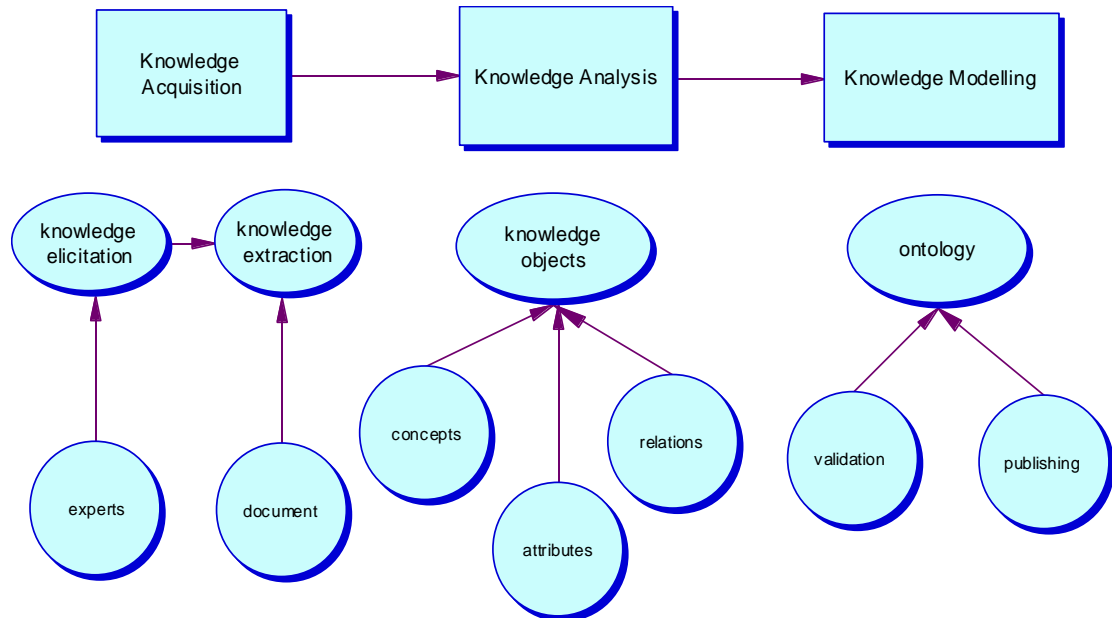 Knowledge
Acquisition
Knowledge Analysis
Knowledge Modelling
knowledge
elicitation
knowledge
extraction
knowledge
objects
ontology
concepts
relations
validation
publishing
experts
document
attributes